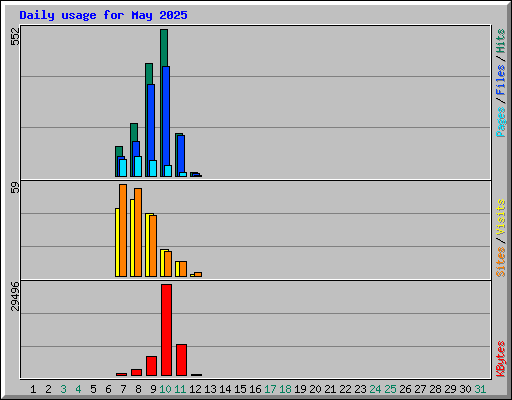 Daily usage for May 2025
552
59
29496
Pages / Files / Hits
Sites / Visits
KBytes
1 2 3 4 5 6 7 8 9 10 11 12 13 14 15 16 17 18 19 20 21 22 23 24 25 26 27 28 29 30 31